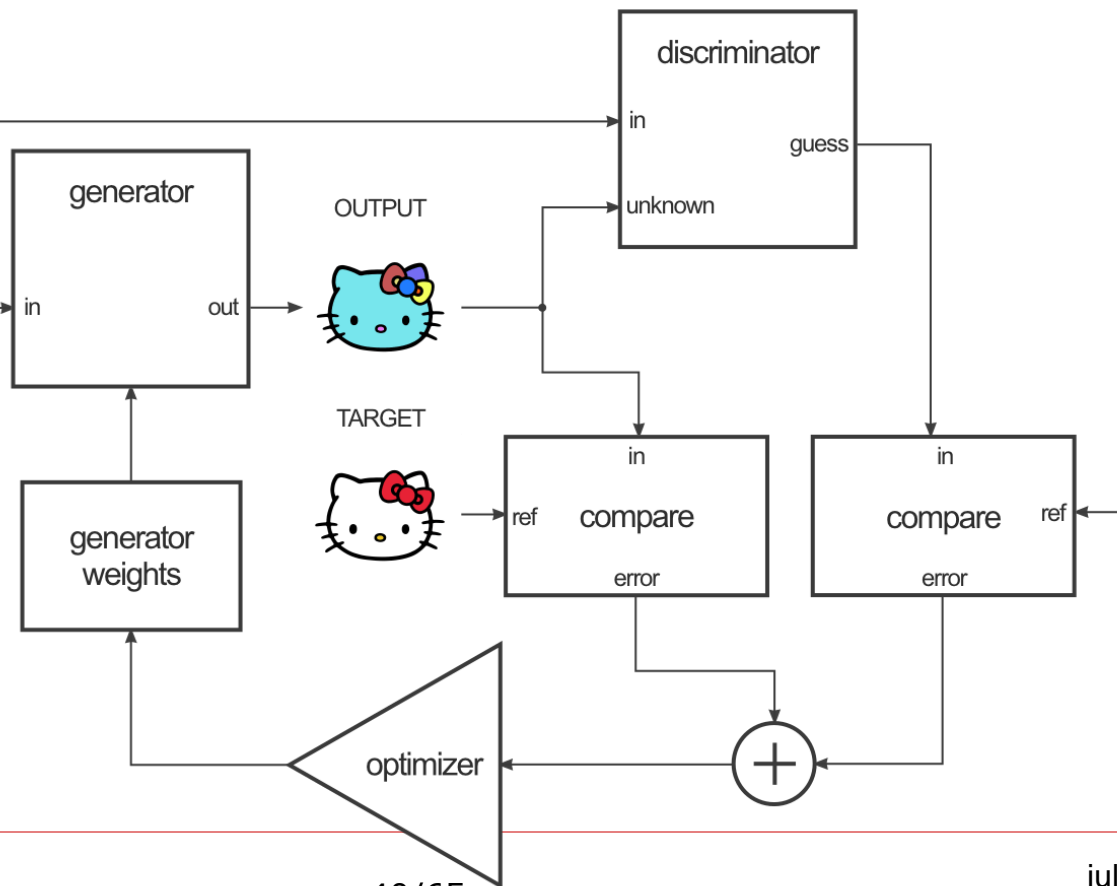 discriminator
in
guess
unknown
generator
in
out
OUTPUT
TARGET
generator
weights
in
ref
compare
error
in
compare
ref
error
optimizer